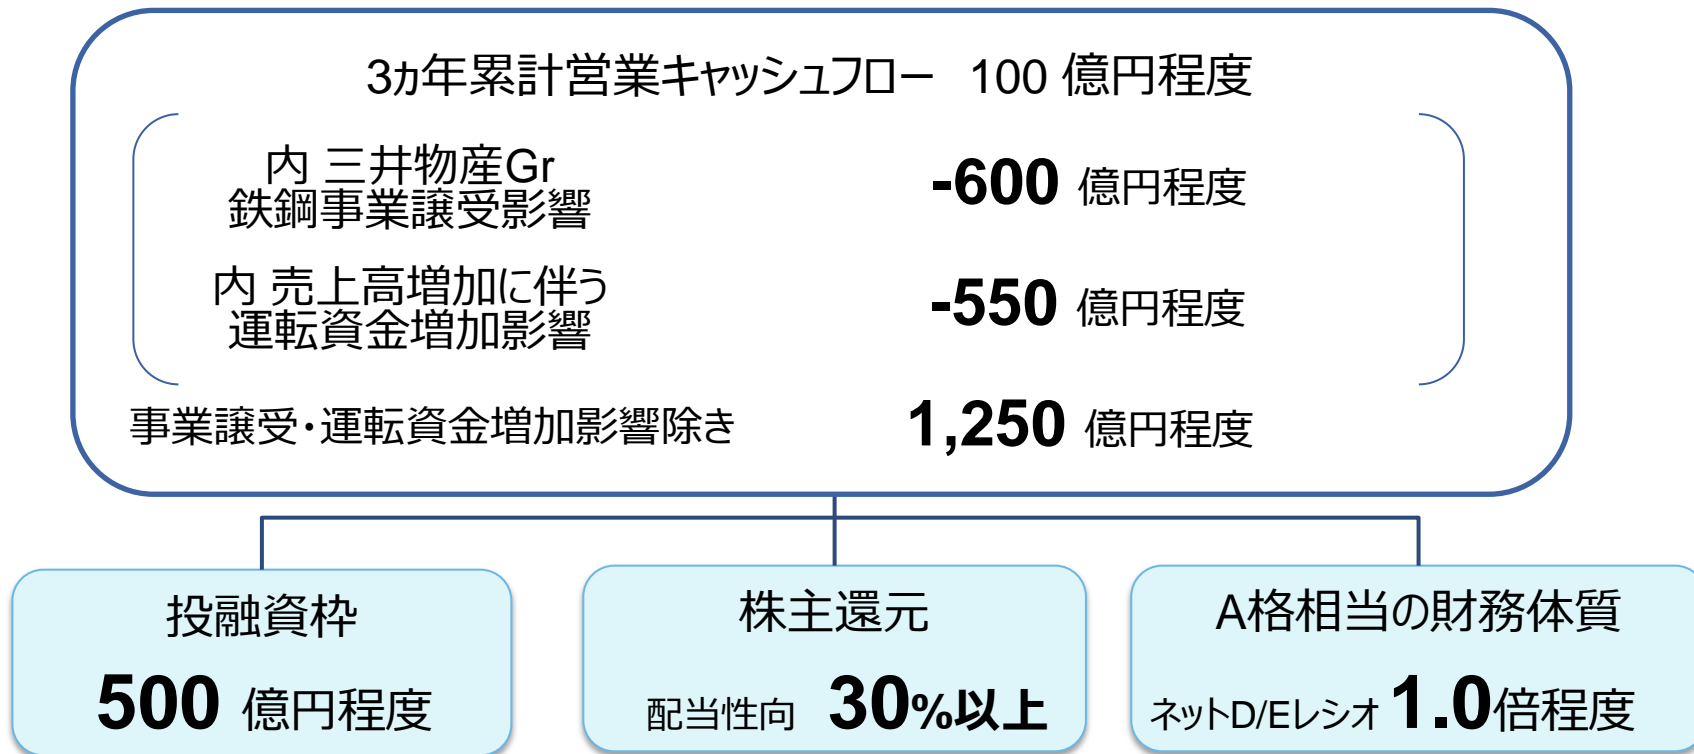 3ヵ年累計営業キャッシュフロー 100 億円程度
内 三井物産Gr
鉄鋼事業譲受影響
-600 億円程度
内 売上高増加に伴う
運転資金増加影響
-550 億円程度
事業譲受・運転資金増加影響除き 1,250 億円程度
投融資枠
500 億円程度
株主還元
配当性向 30%以上
A格相当の財務体質
ネットD/Eレシオ 1.0倍程度